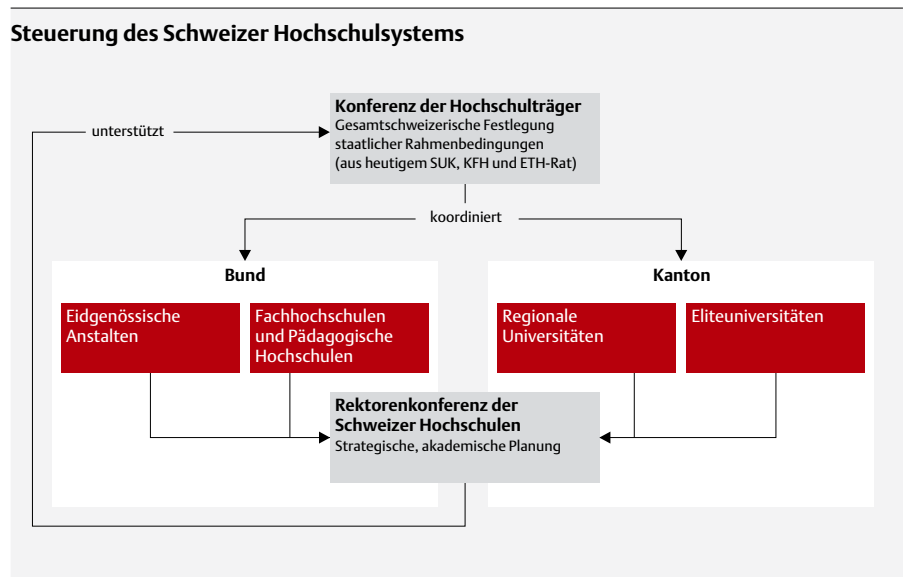 Steuerung des Schweizer Hochschulsystems
Konferenz der Hochschulträger
Gesamtschweizerische Festlegung
staatlicher Rahmenbedingungen
(aus heutigem SUK, KFH und ETH-Rat)
unterstützt
koordiniert
Bund
Kanton
Eidgenössische
Anstalten
Fachhochschulen
und Pädagogische
Hochschulen
Regionale
Universitäten
Eliteuniversitäten
Rektorenkonferenz der
Schweizer Hochschulen
Strategische, akademische Planung